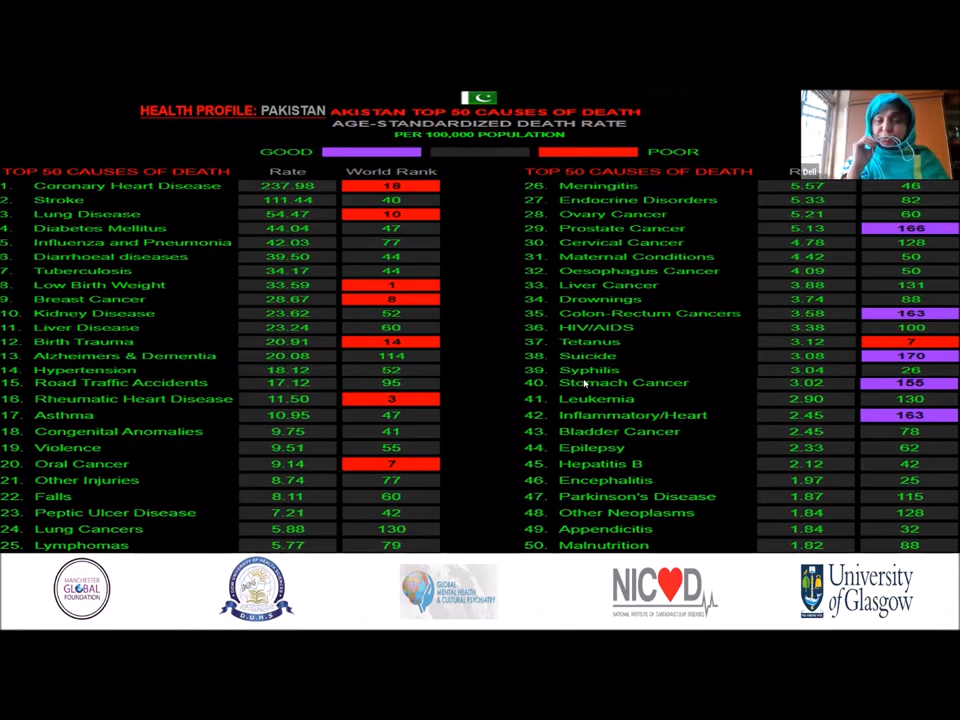 HEALTH PROFILE: PAKISTAN AKISTAN TOP 50 CAUSES OF DEATH
AGE-STANDARDIZED DEATH RATE
PER 100,000 POPULATION
GOOD POOR
TOP 50 CAUSES OF DEATH Rate World Rank
1. Coronary Heart Disease 237.98 18
2. Stroke 111.44 40
3. Lung Disease 54.47 10
4. Diabetes Mellitus 44.04 47
5. Influenza and Pneumonia 42.03 77
6. Diarrhoeal diseases 39.50 44
7. Tuberculosis 34.17 44
8. Low Birth Weight 33.59 1
9. Breast Cancer 28.67 8
10. Kidney Disease 23.62 52
11. Liver Disease 23.24 60
12. Birth Trauma 20.91 14
13. Alzheimers & Dementia 20.08 114
14. Hypertension 18.12 52
15. Road Traffic Accidents 17.12 95
16. Rheumatic Heart Disease 11.50 3
17. Asthma 10.95 47
18. Congenital Anomalies 9.75 41
19. Violence 9.51 55
20. Oral Cancer 9.14 7
21. Other Injuries 8.74 77
22. Falls 8.11 60
23. Peptic Ulcer Disease 7.21 42
24. Lung Cancers 5.88 130
25. Lymphomas 5.77 79
TOP 50 CAUSES OF DEATH
26. Meningitis 5.57 46
27. Endocrine Disorders 5.33 82
28. Ovary Cancer 5.21 60
29. Prostate Cancer 5.13 166
30. Cervical Cancer 4.78 128
31. Maternal Conditions 4.42 50
32. Oesophagus Cancer 4.09 50
33. Liver Cancer 3.88 131
34. Drownings 3.74 88
35. Colon-Rectum Cancers 3.58 163
36. HIV/AIDS 3.38 100
37. Tetanus 3.12 7
38. Suicide 3.08 170
39. Syphilis 3.04 26
40. Stomach Cancer 3.02 155
41. Leukemia 2.90 130
42. Inflammatory/Heart 2.45 163
43. Bladder Cancer 2.45 78
44. Epilepsy 2.33 62
45. Hepatitis B 2.12 42
46. Encephalitis 1.97 25
47. Parkinson's Disease 1.87 115
48. Other Neoplasms 1.84 128
49. Appendicitis 1.84 32
50. Malnutrition 1.82 88
Dell
MANCHESTER
GLOBAL
FOUNDATION
D.U.H.S
GLOBAL
MENTAL HEALTH
& CULTURAL PSYCHIATRY
NICVD
NATIONAL INSTITUTE OF CARDIOVASCULAR DISEASES
University
of Glasgow